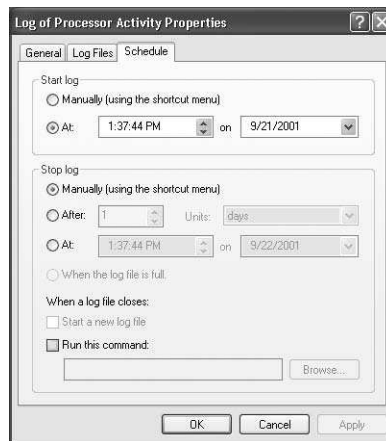 Log of Processor Activity Properties
General Log Files Schedule
Start log
Manually (using the shortcut menu)
At: 1:37:44 PM on 9/21/2001
Stop log
Manually (using the shortcut menu)
After: 1 Units: days
At: 1:37:44 PM on 9/22/2001
When the log file is full.
When a log file closes:
Start a new log file
Run this command:
Browse...
OK Cancel Apply